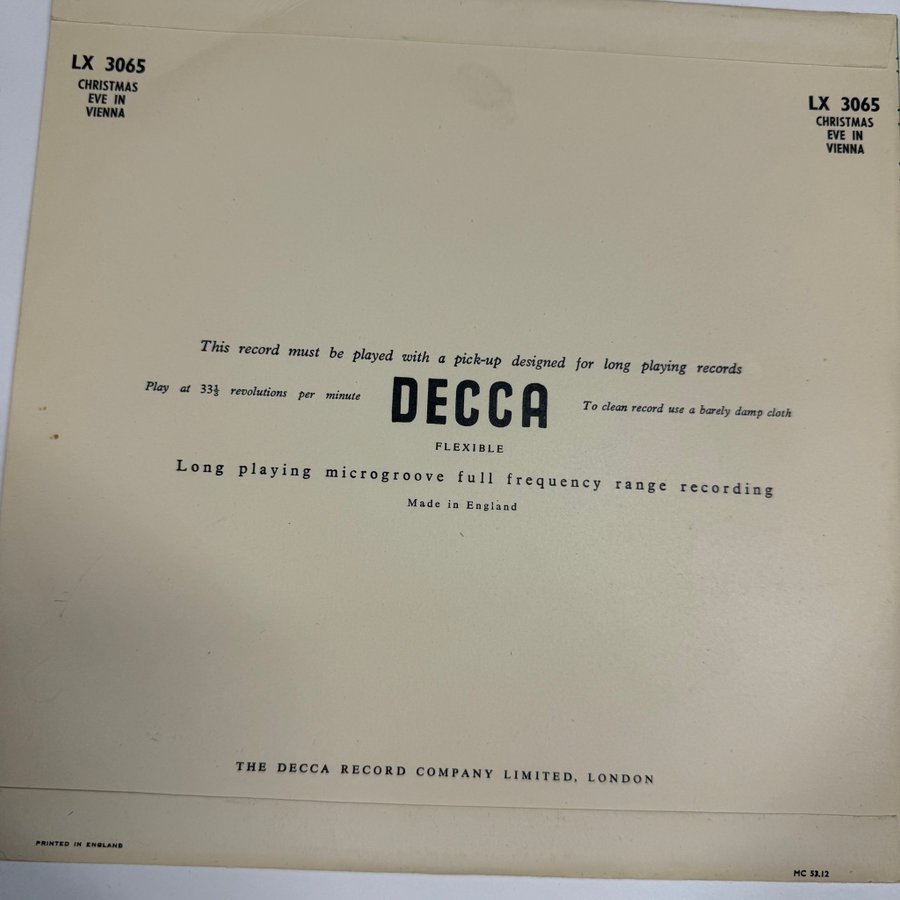 LX 3065
CHRISTMAS
EVE IN
VIENNA
LX 3065
CHRISTMAS
EVE IN
VIENNA
This record must be played with a pick-up designed for long playing records
Play at 33⅓ revolutions per minute
DECCA
To clean record use a barely damp cloth
FLEXIBLE
Long playing microgroove full frequency range recording
Made in England
THE DECCA RECORD COMPANY LIMITED, LONDON
PRINTED IN ENGLAND
MC 53.12